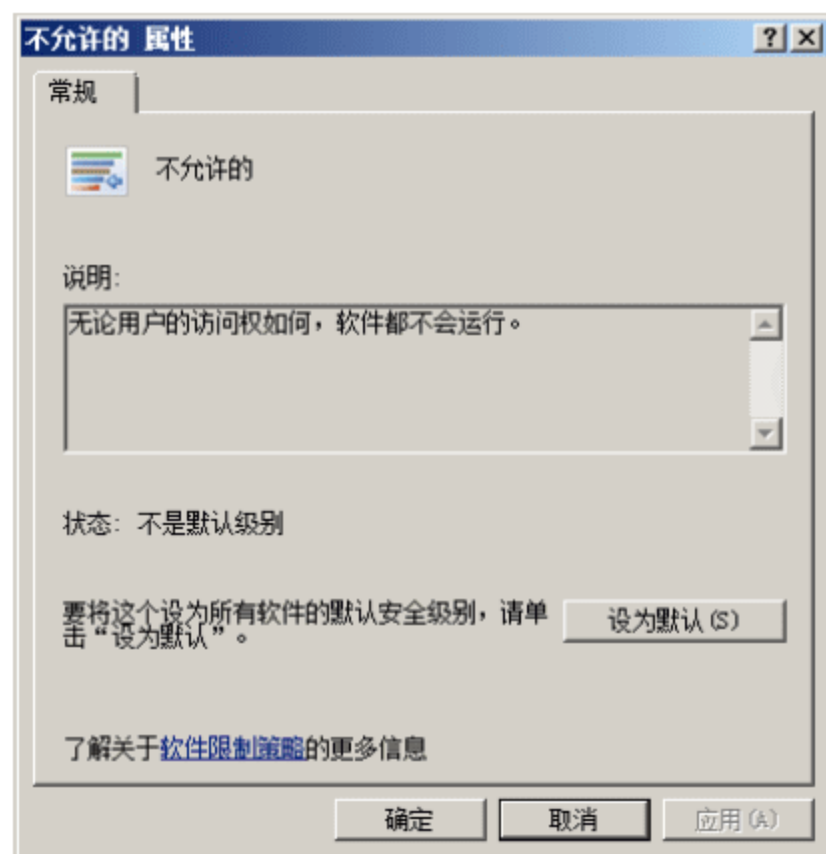 不允许的 属性
常规
不允许的
说明:
无论用户的访问权如何，软件都不会运行。
状态: 不是默认级别
要将这个设为所有软件的默认安全级别，请单
击“设为默认”。
设为默认(S)
了解关于软件限制策略的更多信息
确定
取消
应用(A)